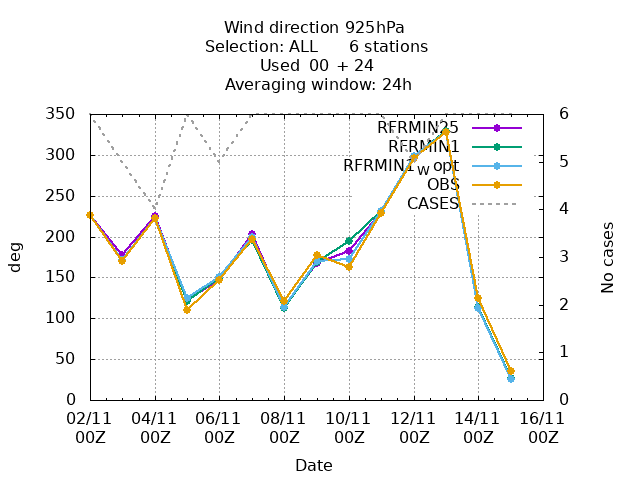 Wind direction 925hPa
Selection: ALL 6 stations
Used 00 + 24
Averaging window: 24h
350 6
RFRMIN25
RFRMIN1
300 5
RFRMIN1w opt
OBS
250
CASES
200 4
150 3
100 2
50 1
0 0
deg
No cases
02/11 04/11 06/11 08/11 10/11 12/11 14/11 16/11
00Z 00Z 00Z 00Z 00Z 00Z 00Z 00Z
Date